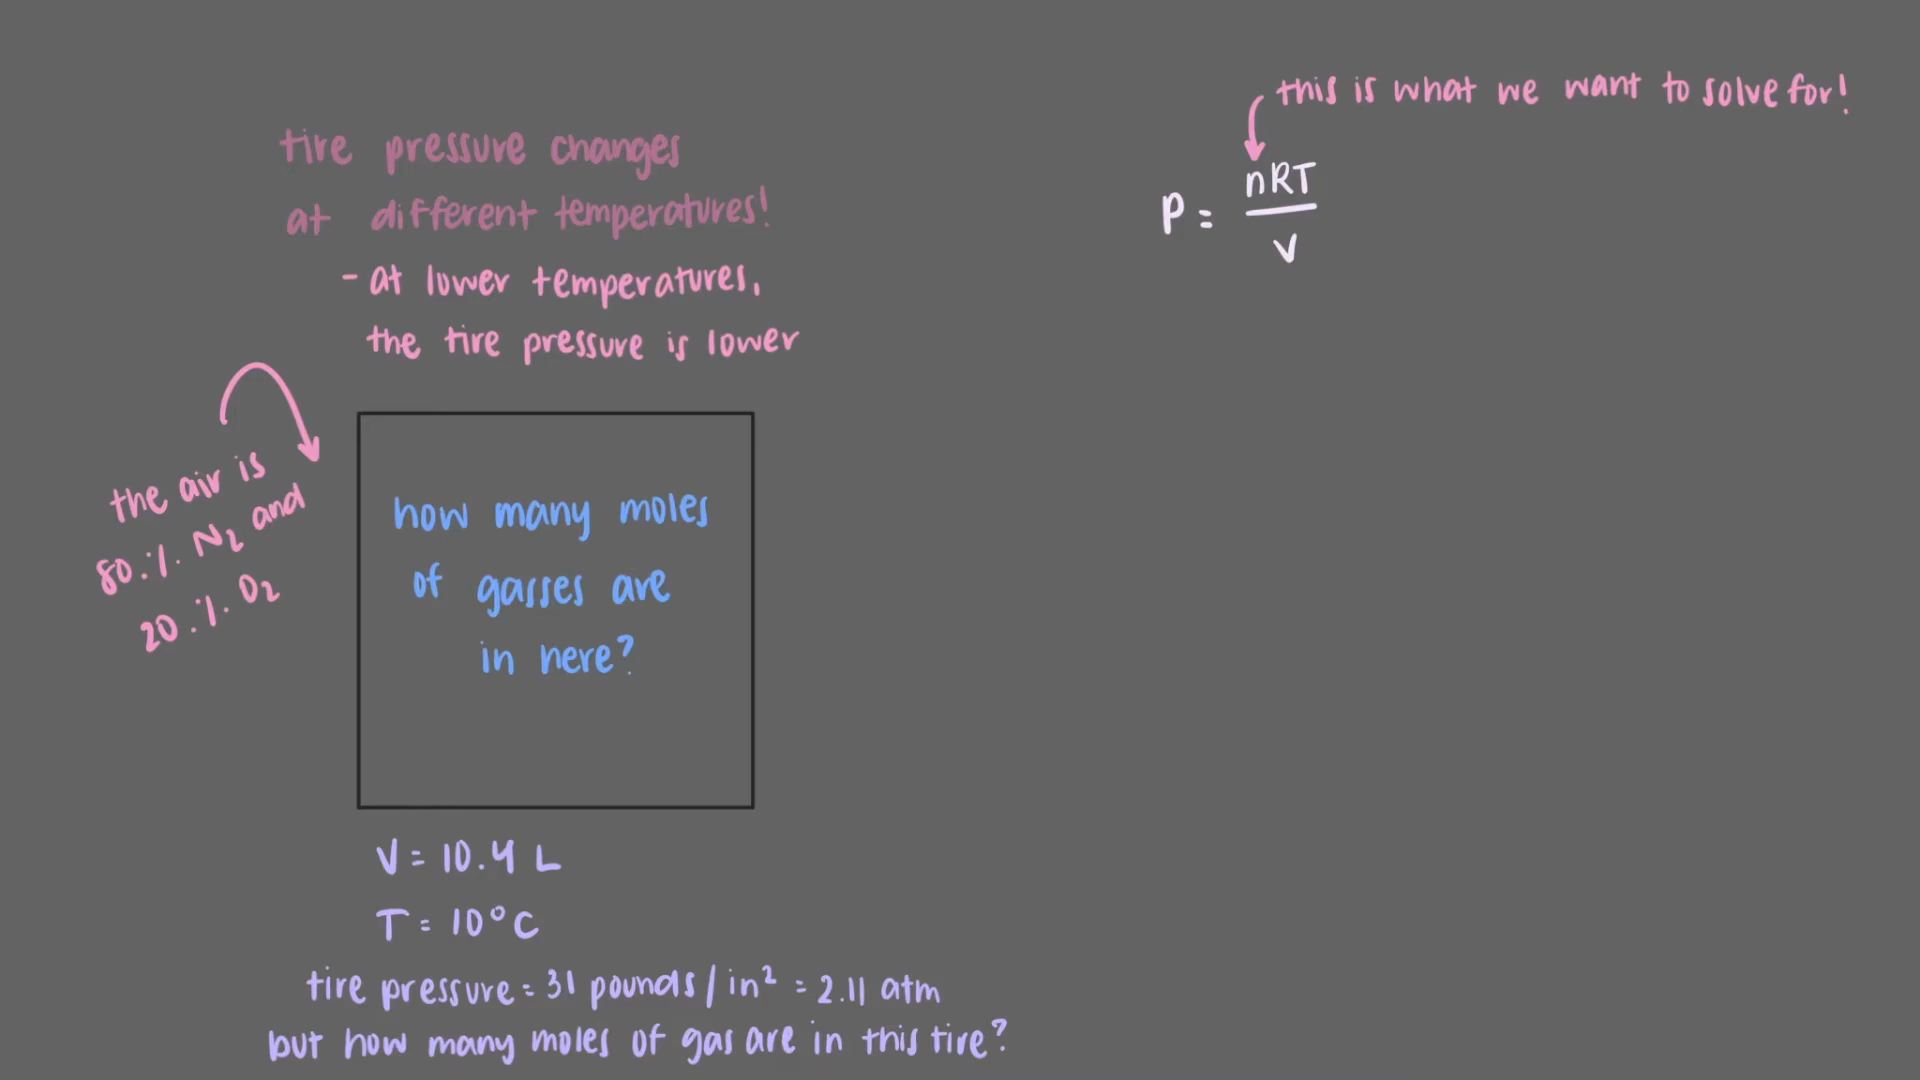 tire pressure changes
at different temperatures!
- at lower temperatures,
the tire pressure is lower
the air is
80% N₂ and
20% O₂
how many moles
of gasses are
in here?
V = 10.4 L
T = 10°C
tire pressure = 31 pounds/in² = 2.11 atm
but how many moles of gas are in this tire?
this is what we want to solve for!
P = nRT
V